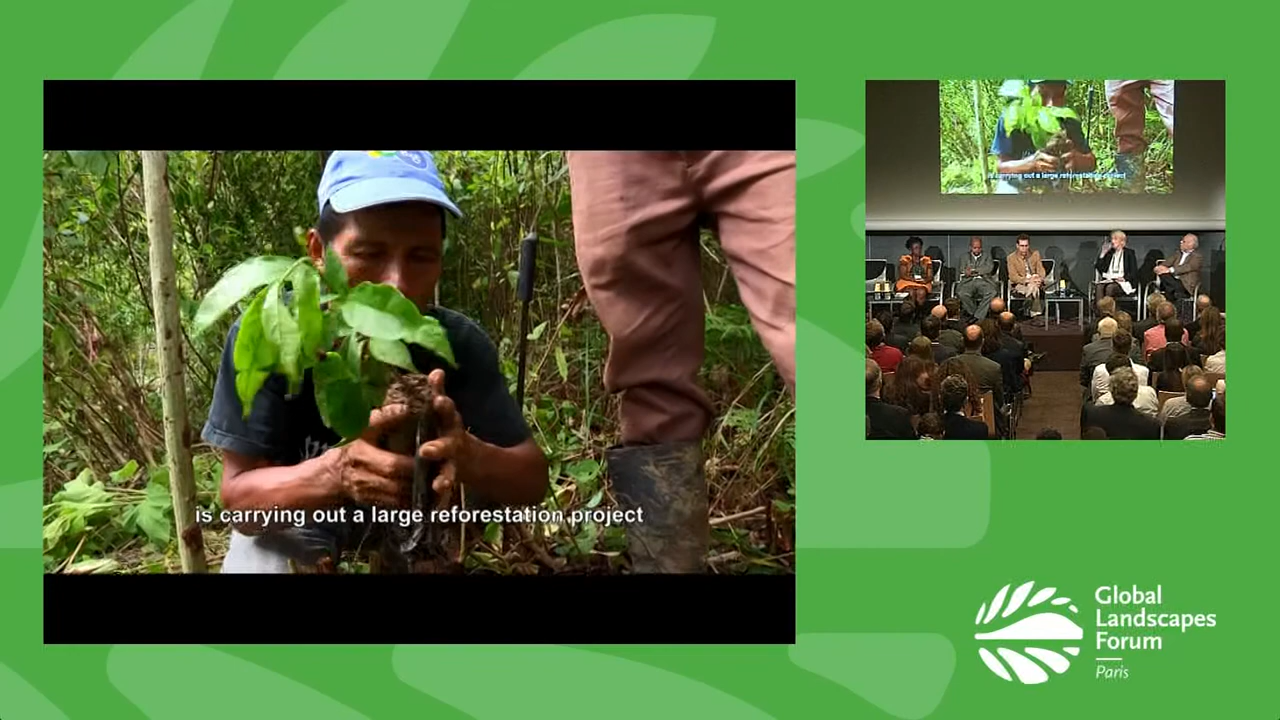 is carrying out a large reforestation project
is carrying out a large reforestation project
Global
Landscapes
Forum
Paris